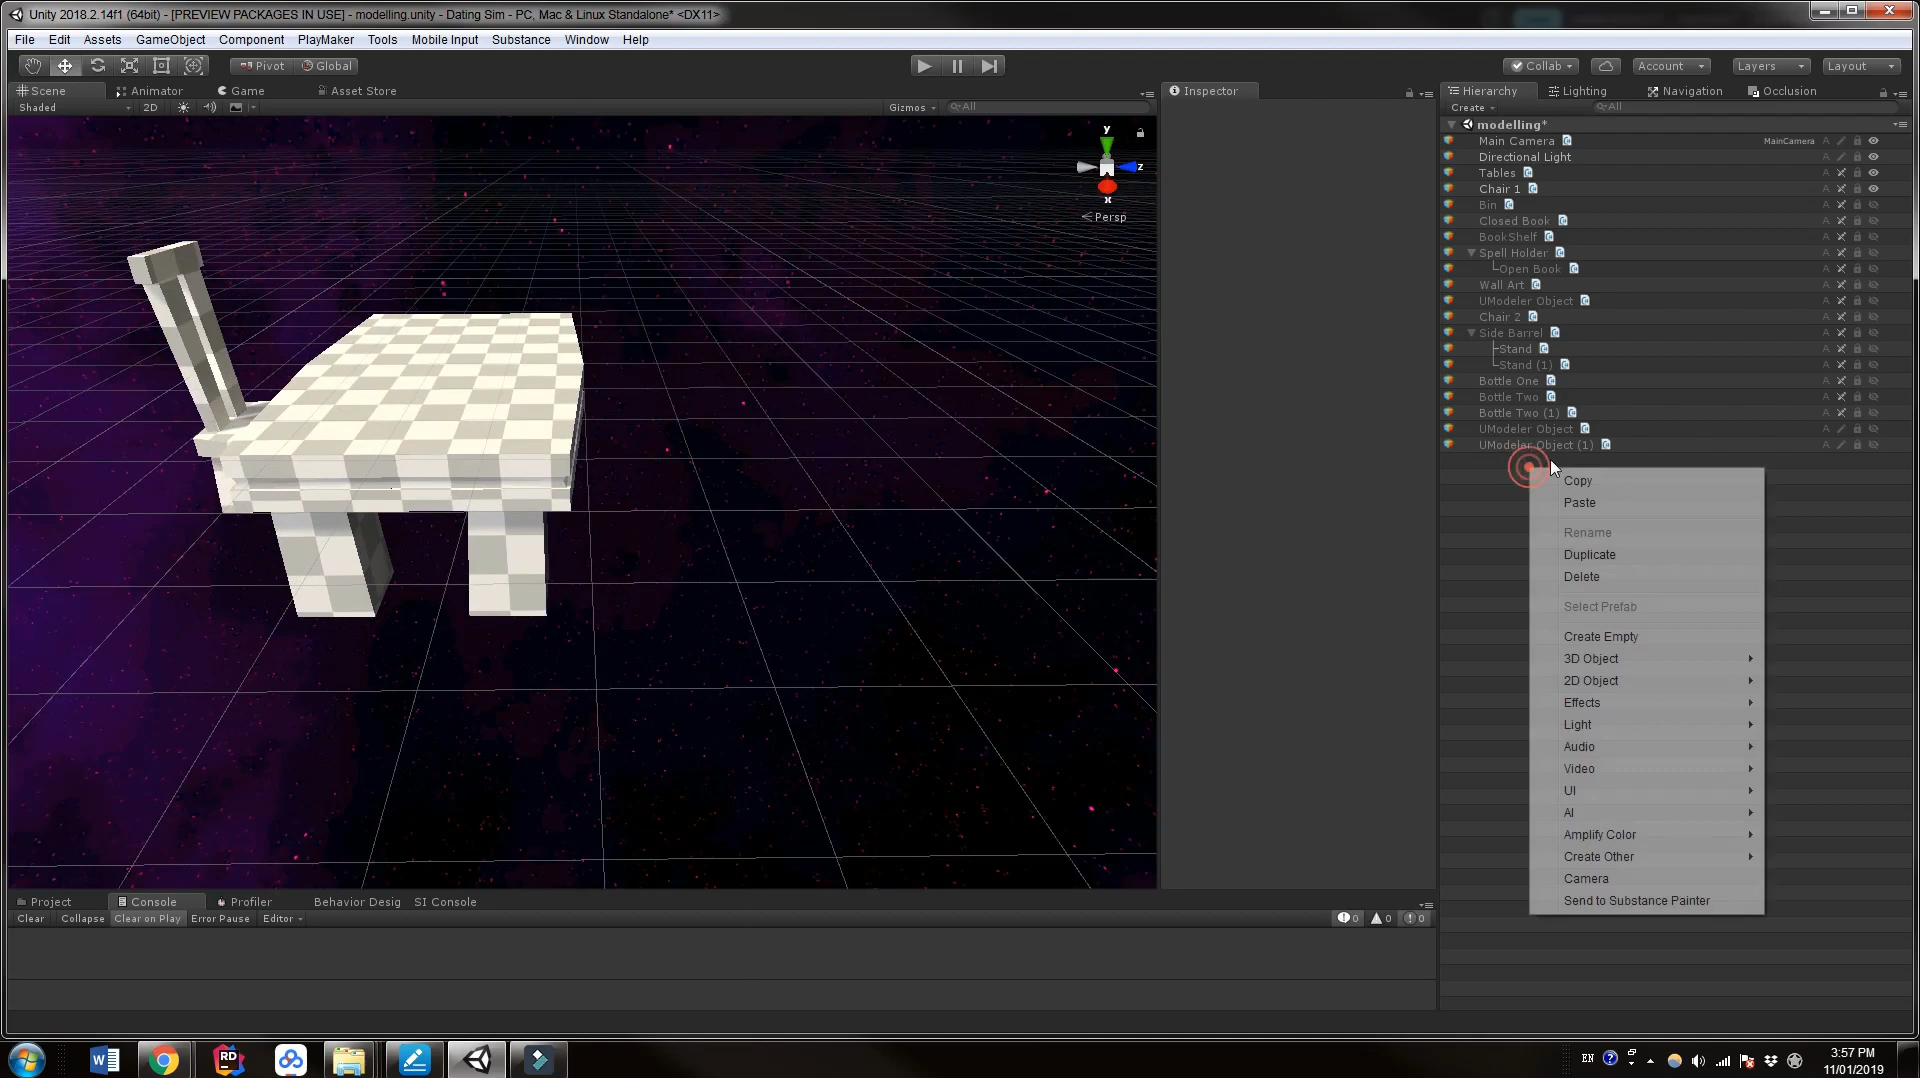 Unity 2018.2.14f1 (64bit) - [PREVIEW PACKAGES IN USE] - modelling.unity - Dating Sim - PC, Mac & Linux Standalone* <DX11>
File Edit Assets GameObject Component PlayMaker Tools Mobile Input Substance Window Help
Pivot Global Collab Account Layers Layout
Scene Animator Game Asset Store Inspector Hierarchy Lighting Navigation Occlusion
Shaded 2D Gizmos All Create All
modelling*
Main Camera MainCamera A
Directional Light A
Tables A
Chair 1 A
Bin A
Closed Book A
BookShelf A
Spell Holder A
Open Book A
Wall Art A
UModeler Object A
Chair 2 A
Side Barrel A
Stand A
Stand (1) A
Bottle One A
Bottle Two A
Bottle Two (1) A
UModeler Object A
UModeler Object (1) A
y
z
x
Persp
Copy
Paste
Rename
Duplicate
Delete
Select Prefab
Create Empty
3D Object
2D Object
Effects
Light
Audio
Video
UI
AI
Amplify Color
Create Other
Camera
Send to Substance Painter
Project Console Profiler Behavior Desig SI Console
Clear Collapse Clear on Play Error Pause Editor 0 0 0
W RD EN 3:57 PM
11/01/2019